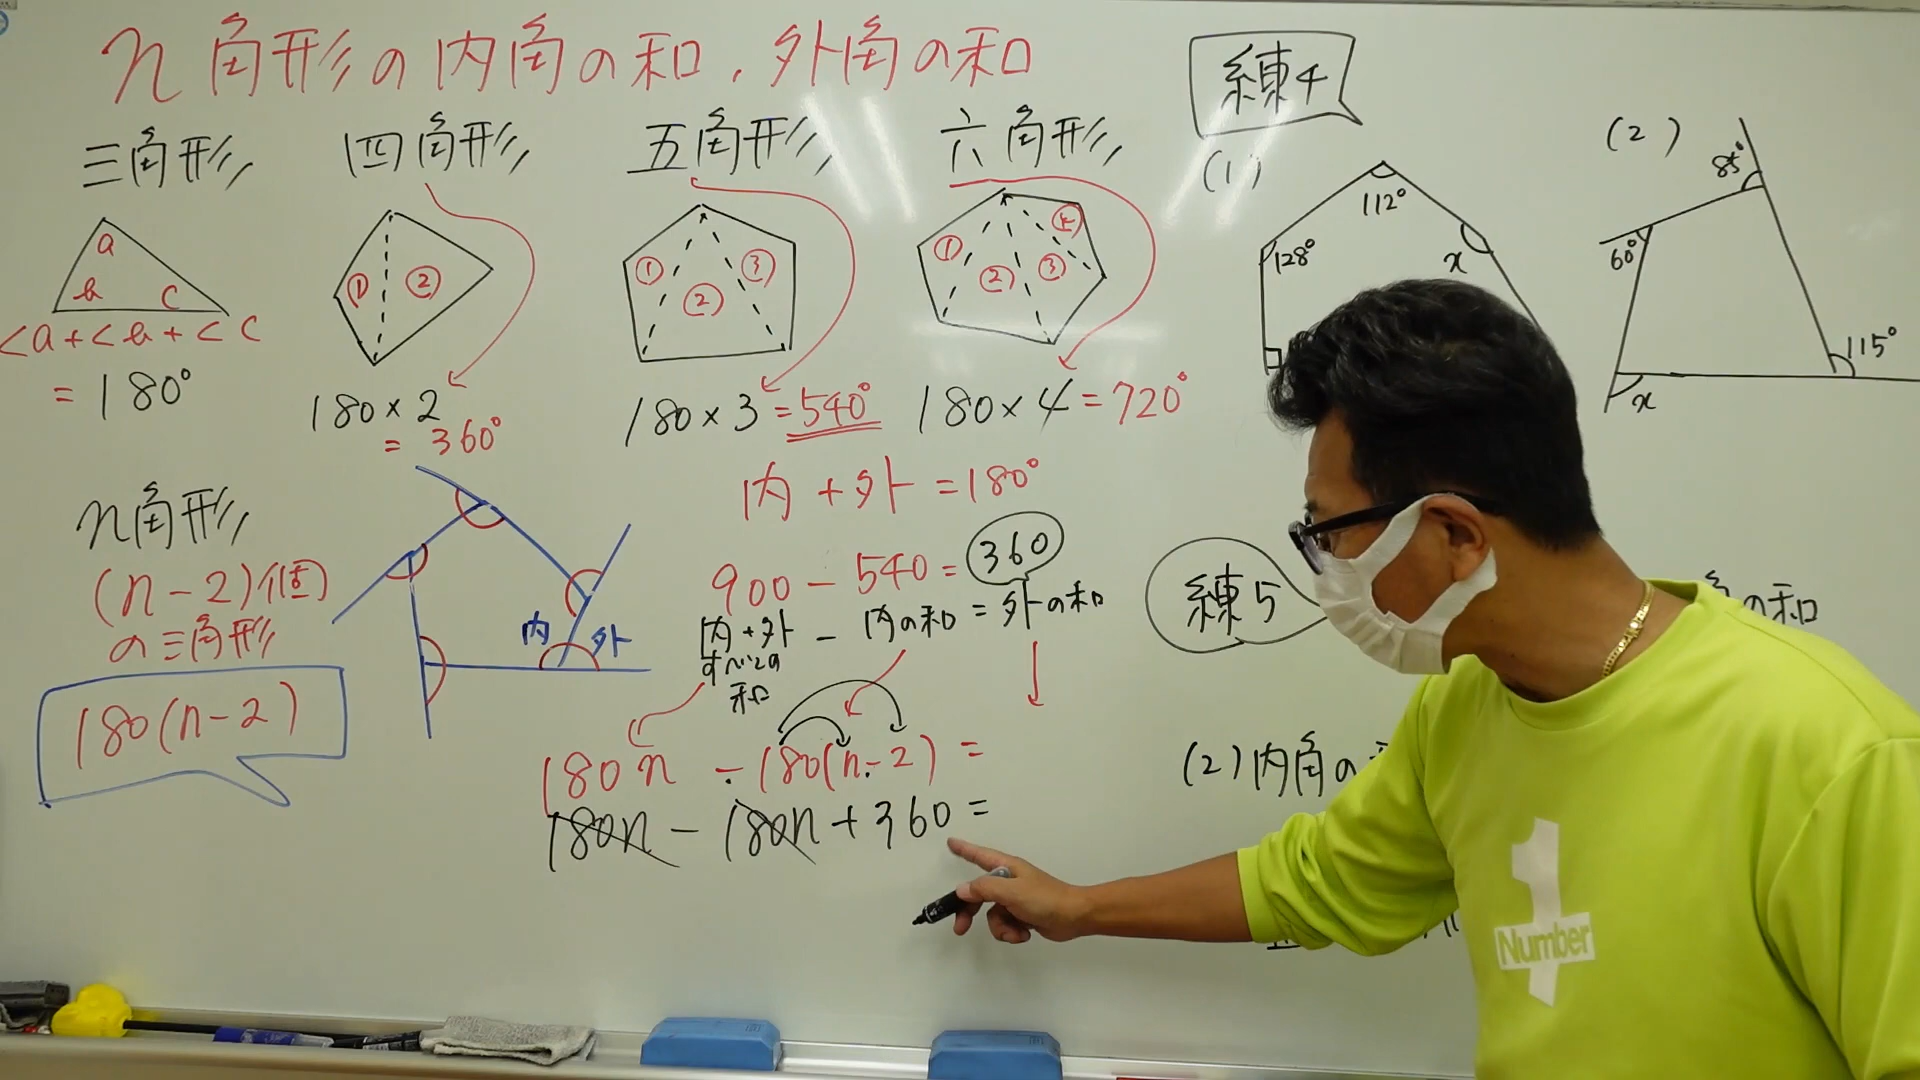 n角形の内角の和,外角の和
三角形
四角形
五角形
六角形
a
b
c
∠a+∠b+∠c
=180°
①
②
180×2
=360°
①
②
③
180×3=540°
①
②
③
④
180×4=720°
n角形
(n-2)個
の三角形
180(n-2)
内
外
内+外=180°
900-540=360
内+外
すべての
和
-内の和=外の和
180n-180(n-2)=
180n-180n+360=
練4
(1)
112°
128°
x
(2)
85°
60°
115°
x
練5
の和
(2)内角の
1
Number